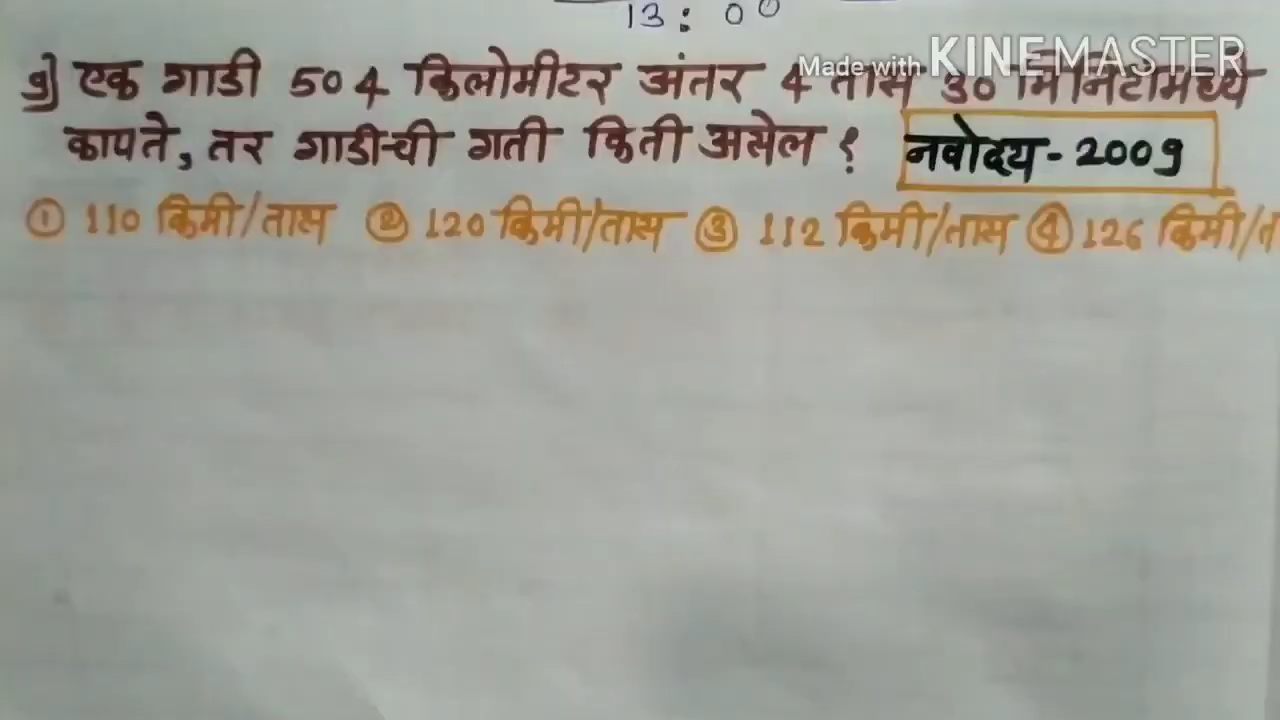 13 : 00
Made with KINEMASTER
9) एक गाडी 504 किलोमीटर अंतर 4 तास 30 मिनिटांमध्ये
कापते, तर गाडीची गती किती असेल ? नवोदय - 2009
① 110 किमी/तास ② 120 किमी/तास ③ 112 किमी/तास ④ 126 किमी/त